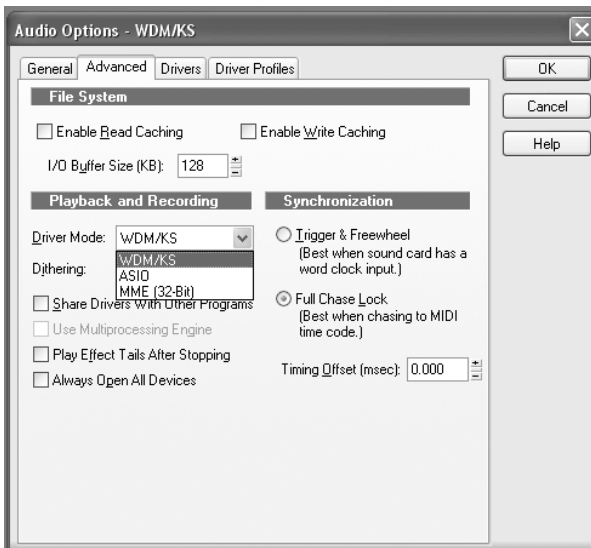 Audio Options - WDM/KS
General Advanced Drivers Driver Profiles
OK
Cancel
Help
File System
Enable Read Caching Enable Write Caching
I/O Buffer Size (KB): 128
Playback and Recording
Driver Mode: WDM/KS
WDM/KS
ASIO
MME (32-Bit)
Dithering:
Share Drivers With Other Programs
Use Multiprocessing Engine
Play Effect Tails After Stopping
Always Open All Devices
Synchronization
Trigger & Freewheel
(Best when sound card has a
word clock input.)
Full Chase Lock
(Best when chasing to MIDI
time code.)
Timing Offset (msec): 0.000